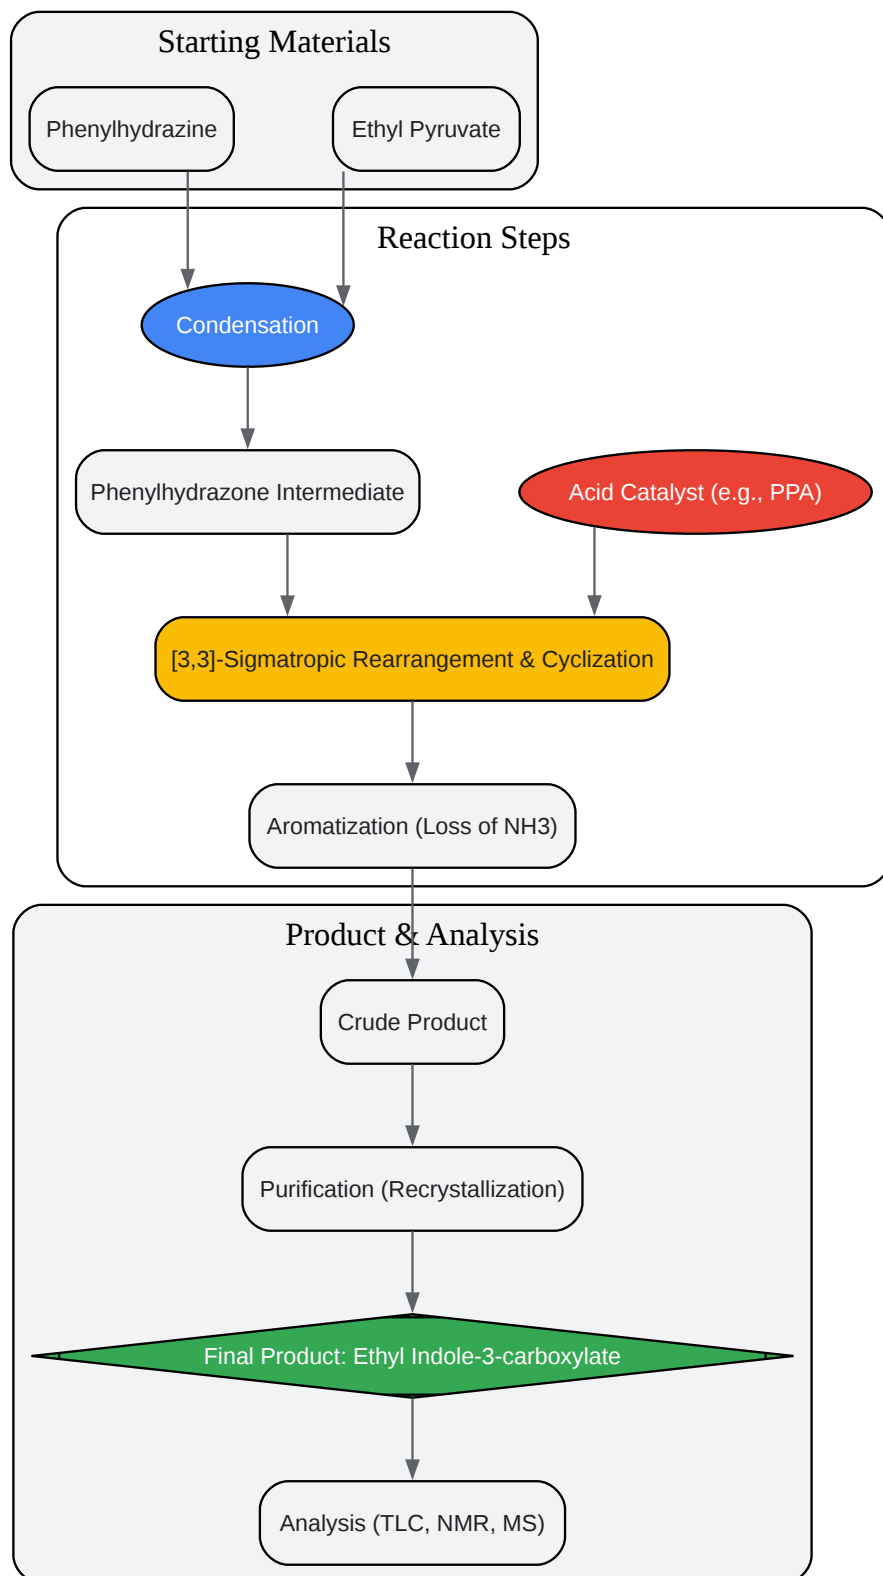 Starting Materials
Phenylhydrazine
Ethyl Pyruvate
Reaction Steps
Condensation
Phenylhydrazone Intermediate
Acid Catalyst (e.g., PPA)
[3,3]-Sigmatropic Rearrangement & Cyclization
Aromatization (Loss of NH3)
Product & Analysis
Crude Product
Purification (Recrystallization)
Final Product: Ethyl Indole-3-carboxylate
Analysis (TLC, NMR, MS)